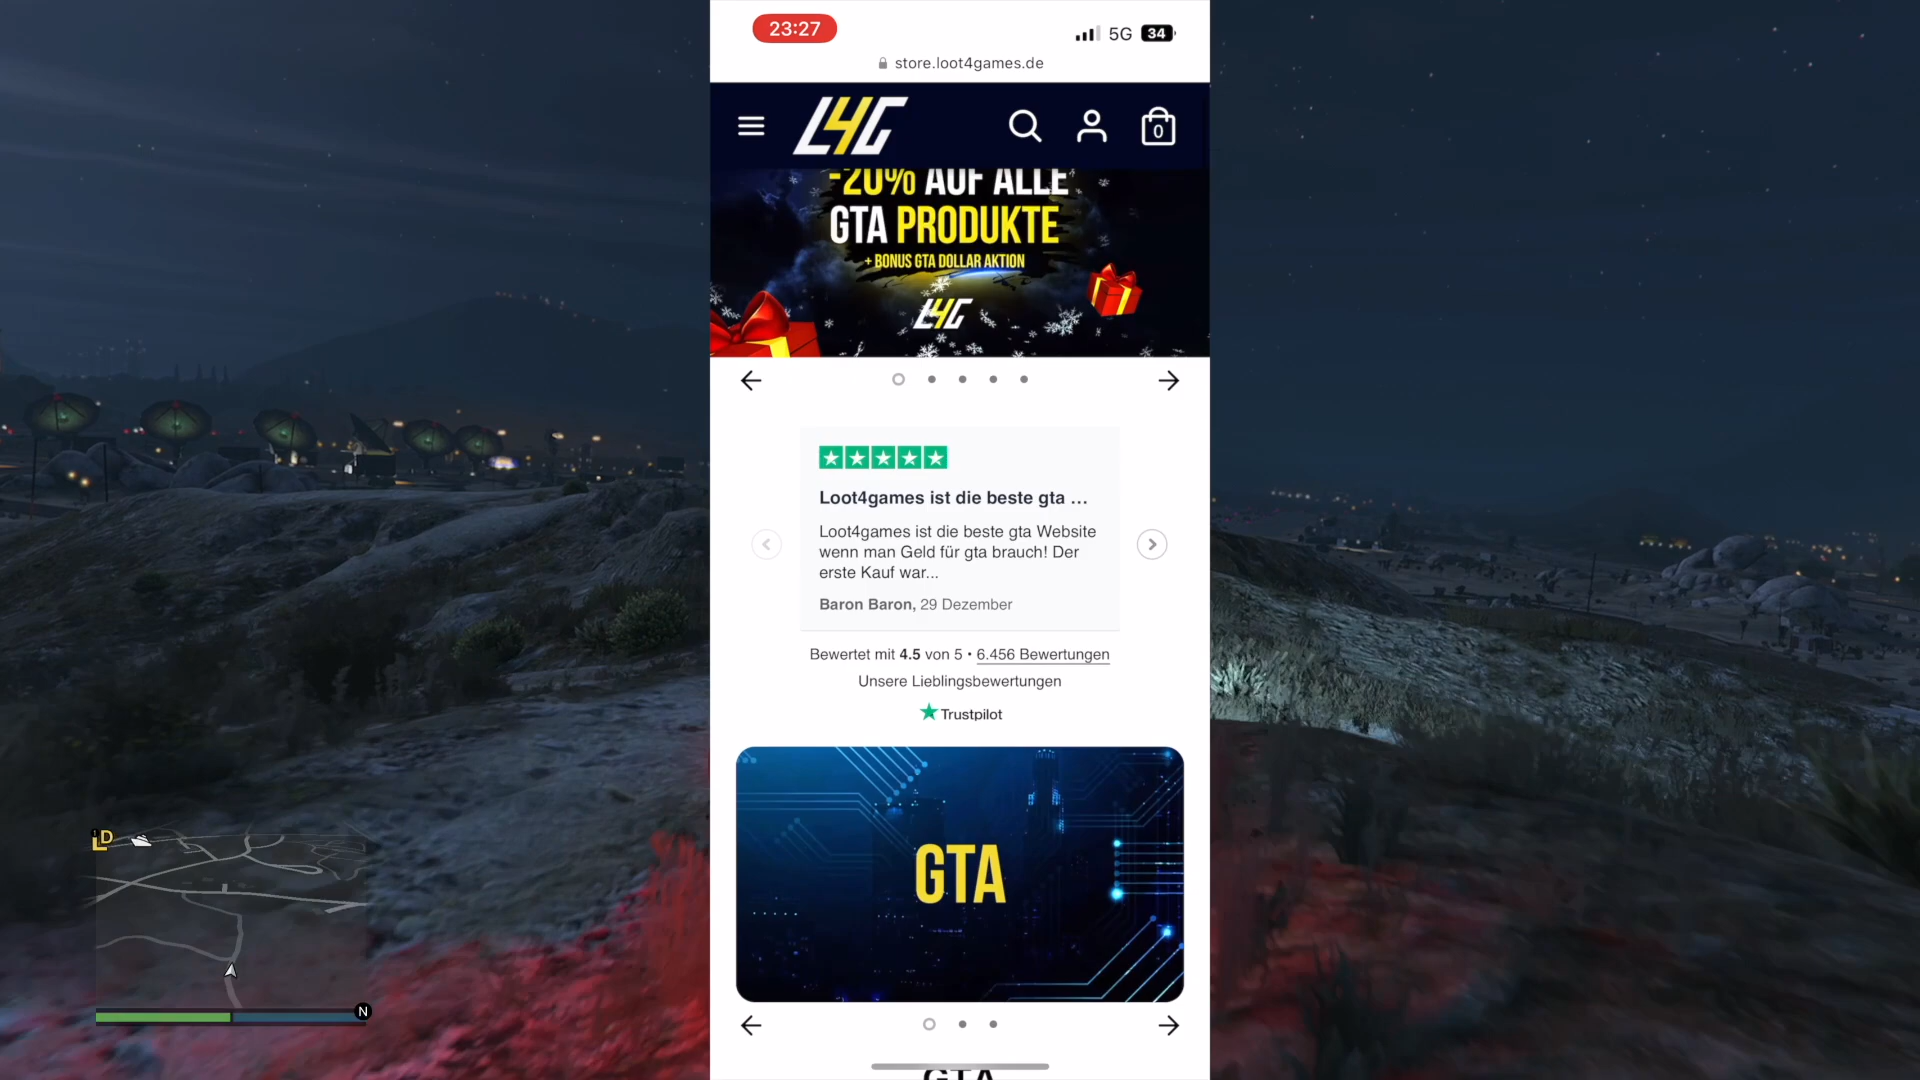 23:27
5G 34
store.loot4games.de
L4G
0
-20% AUF ALLE
GTA PRODUKTE
+ BONUS GTA DOLLAR AKTION
L4G
Loot4games ist die beste gta ...
Loot4games ist die beste gta Website
wenn man Geld für gta brauch! Der
erste Kauf war...
Baron Baron, 29 Dezember
Bewertet mit 4.5 von 5 • 6.456 Bewertungen
Unsere Lieblingsbewertungen
Trustpilot
GTA
LD
N
GTA